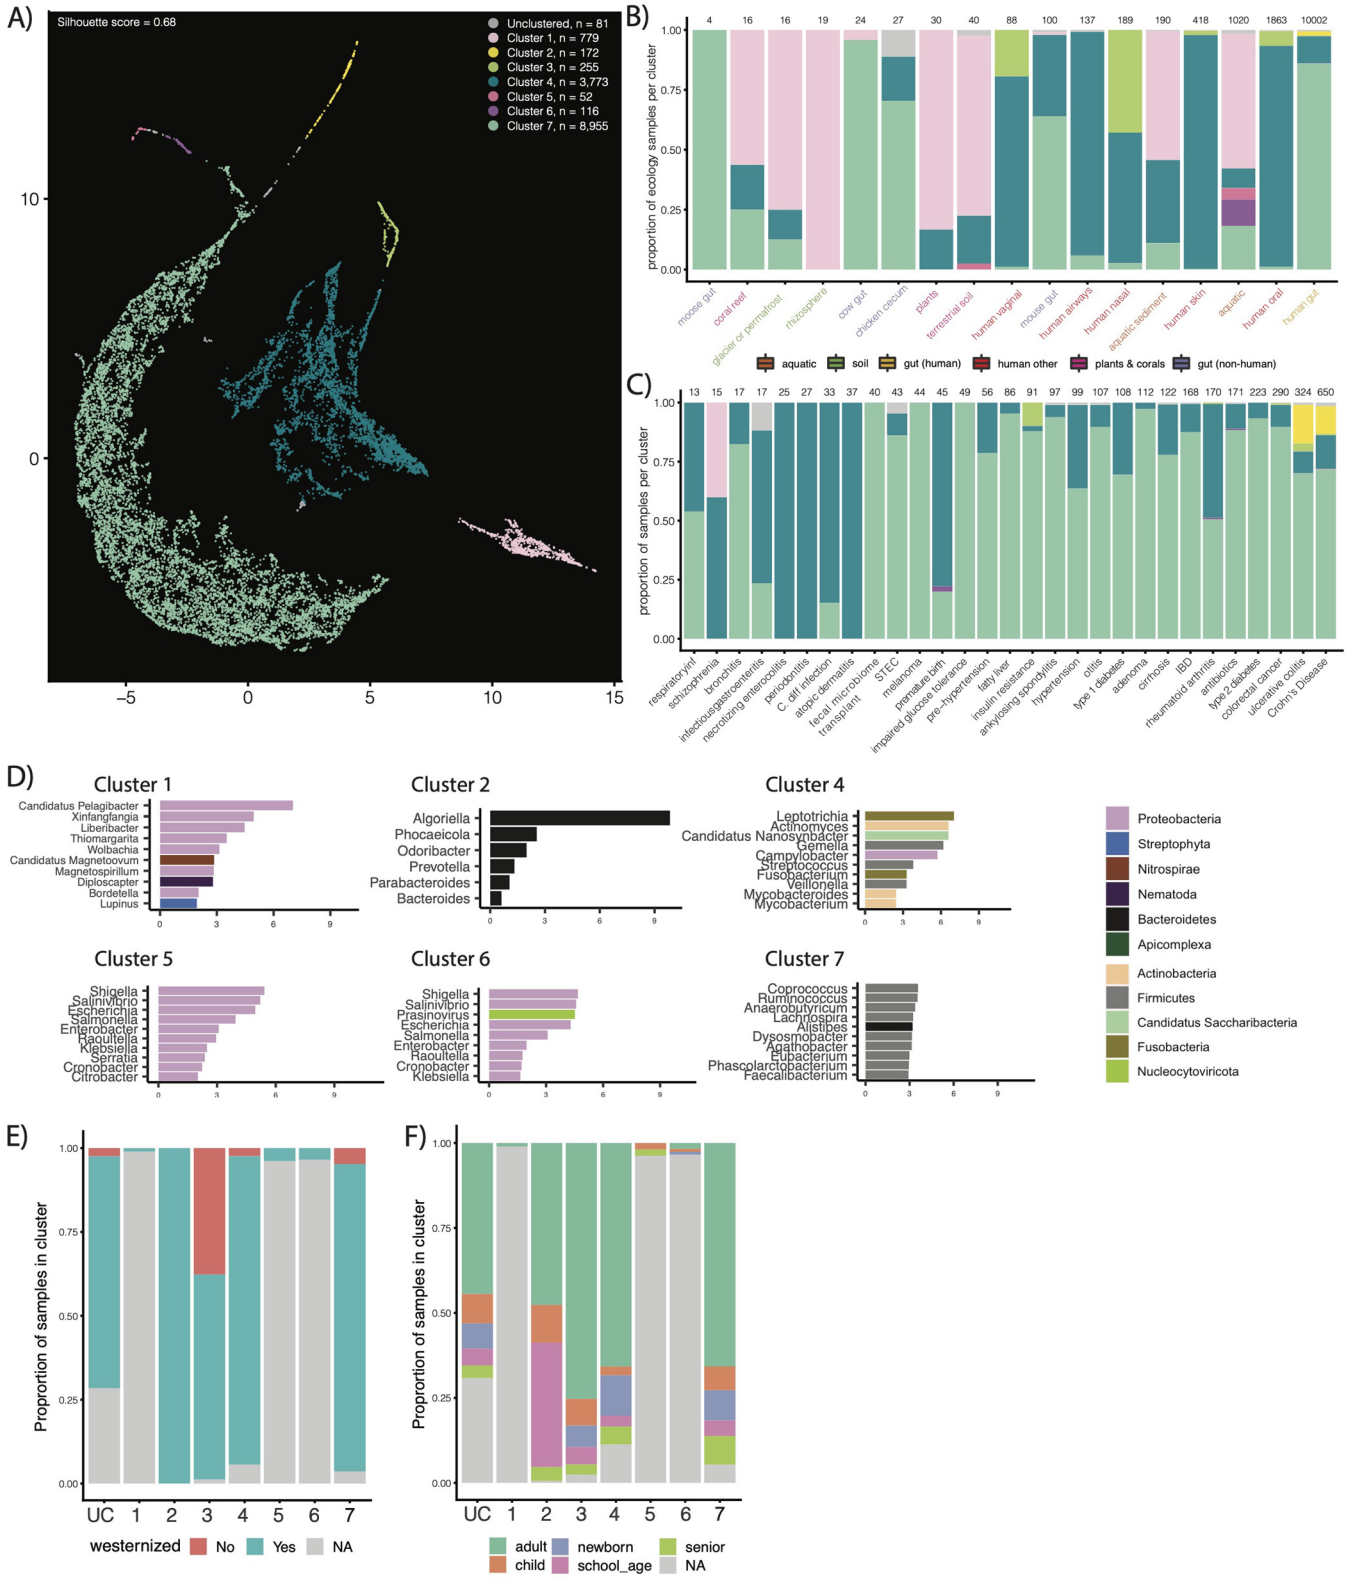 A)
Silhouette score = 0.68
Unclustered, n = 81
Cluster 1, n = 779
Cluster 2, n = 172
Cluster 3, n = 255
Cluster 4, n = 3,773
Cluster 5, n = 52
Cluster 6, n = 116
Cluster 7, n = 8,955
10
0
−5 0 5 10 15
B)
4 16 16 19 24 27 30 40 88 100 137 189 190 418 1020 1863 10002
proportion of ecology samples per cluster
1.00
0.75
0.50
0.25
0.00
moose gut
coral reef
glacier or permafrost
rhizosphere
cow gut
chicken cecum
plants
terrestrial soil
human vaginal
mouse gut
human airways
human nasal
aquatic sediment
human skin
aquatic
human oral
human gut
aquatic soil gut (human) human other plants & corals gut (non-human)
C)
13 15 17 17 25 27 33 37 40 43 44 45 49 56 86 91 97 99 107 108 112 122 168 170 171 223 290 324 650
proportion of samples per cluster
1.00
0.75
0.50
0.25
0.00
respiratoryinf
schizophrenia
bronchitis
infectiousgastroenteritis
necrotizing enterocolitis
periodontitis
C. diff infection
atopic dermatitis
fecal microbiome
transplant
STEC
melanoma
premature birth
impaired glucose tolerance
pre−hypertension
fatty liver
insulin resistance
ankylosing spondylitis
hypertension
otitis
type 1 diabetes
adenoma
cirrhosis
IBD
rheumatoid arthritis
antibiotics
type 2 diabetes
colorectal cancer
ulcerative colitis
Crohn's Disease
D)
Cluster 1
Candidatus Pelagibacter
Xinfangfangia
Liberibacter
Thiomargarita
Wolbachia
Candidatus Magnetoovum
Magnetospirillum
Diploscapter
Bordetella
Lupinus
0 3 6 9
Cluster 2
Algoriella
Phocaeicola
Odoribacter
Prevotella
Parabacteroides
Bacteroides
0 3 6 9
Cluster 4
Leptotrichia
Actinomyces
Candidatus Nanosynbacter
Gemella
Campylobacter
Streptococcus
Fusobacterium
Veillonella
Mycobacteroides
Mycobacterium
0 3 6 9
Cluster 5
Shigella
Salinivibrio
Escherichia
Salmonella
Enterobacter
Raoultella
Klebsiella
Serratia
Cronobacter
Citrobacter
0 3 6 9
Cluster 6
Shigella
Salinivibrio
Prasinovirus
Escherichia
Salmonella
Enterobacter
Raoultella
Cronobacter
Klebsiella
0 3 6 9
Cluster 7
Coprococcus
Ruminococcus
Anaerobutyricum
Lachnospira
Alistipes
Dysosmobacter
Agathobacter
Eubacterium
Phascolarctobacterium
Faecalibacterium
0 3 6 9
Proteobacteria
Streptophyta
Nitrospirae
Nematoda
Bacteroidetes
Apicomplexa
Actinobacteria
Firmicutes
Candidatus Saccharibacteria
Fusobacteria
Nucleocytoviricota
E)
Proportion of samples in cluster
1.00
0.75
0.50
0.25
0.00
UC 1 2 3 4 5 6 7
westernized No Yes NA
F)
Proportion of samples in cluster
1.00
0.75
0.50
0.25
0.00
UC 1 2 3 4 5 6 7
adult newborn senior
child school_age NA